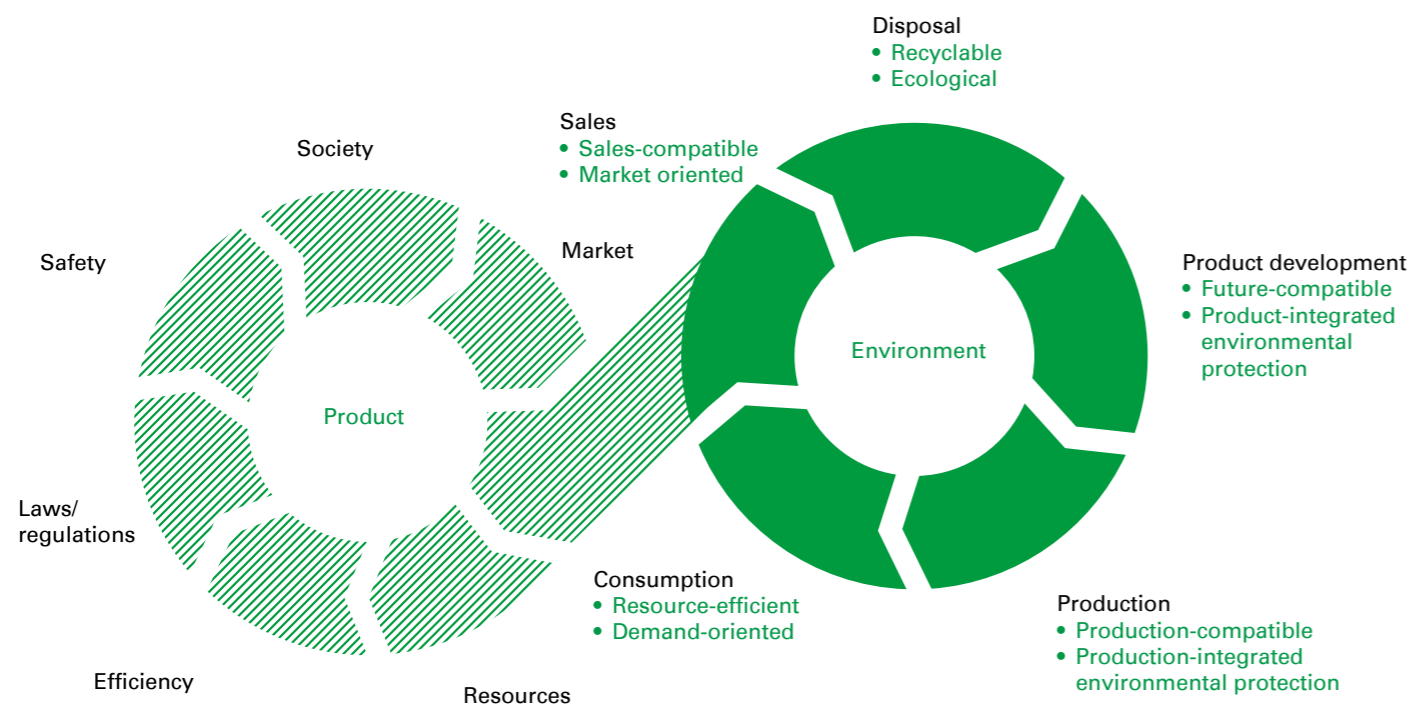 Disposal
• Recyclable
• Ecological
Sales
• Sales-compatible
• Market oriented
Society
Market
Safety
Product development
• Future-compatible
• Product-integrated
environmental
protection
Environment
Product
Laws/
regulations
Consumption
• Resource-efficient
• Demand-oriented
Production
• Production-compatible
• Production-integrated
environmental protection
Efficiency
Resources